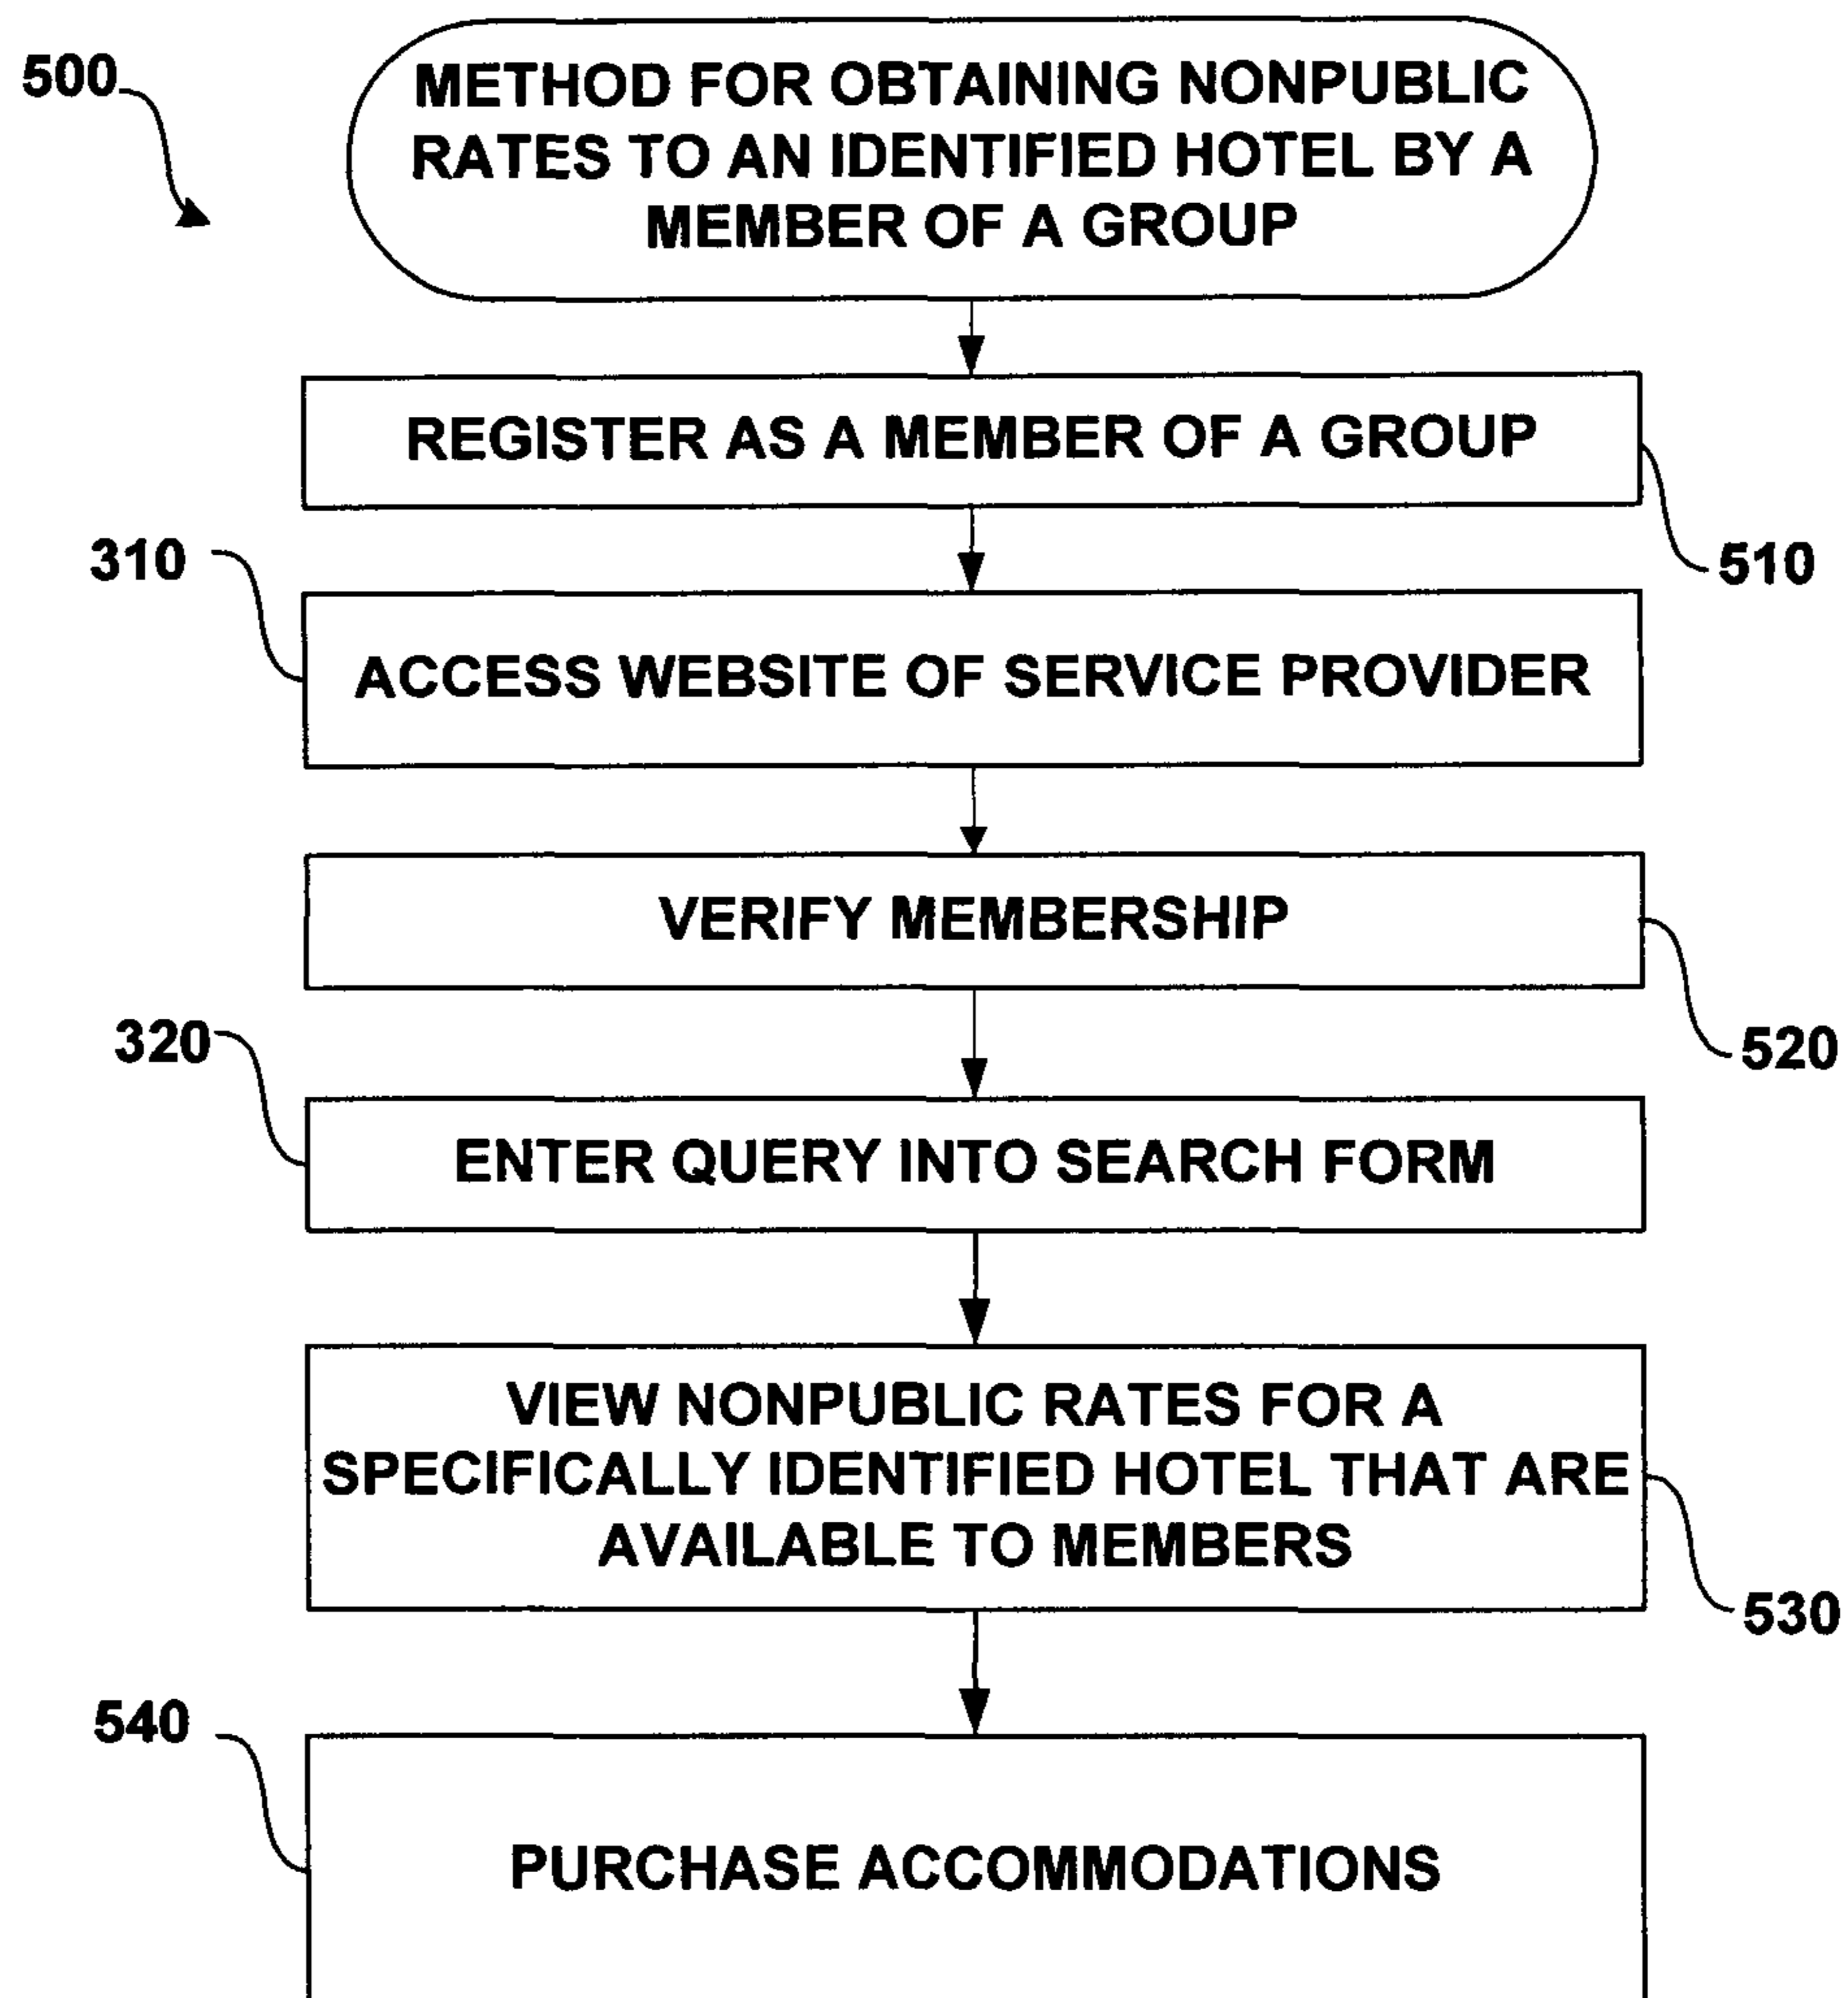 500
METHOD FOR OBTAINING NONPUBLIC
RATES TO AN IDENTIFIED HOTEL BY A
MEMBER OF A GROUP
REGISTER AS A MEMBER OF A GROUP
510
310
ACCESS WEBSITE OF SERVICE PROVIDER
VERIFY MEMBERSHIP
520
320
ENTER QUERY INTO SEARCH FORM
VIEW NONPUBLIC RATES FOR A
SPECIFICALLY IDENTIFIED HOTEL THAT ARE
AVAILABLE TO MEMBERS
530
540
PURCHASE ACCOMMODATIONS